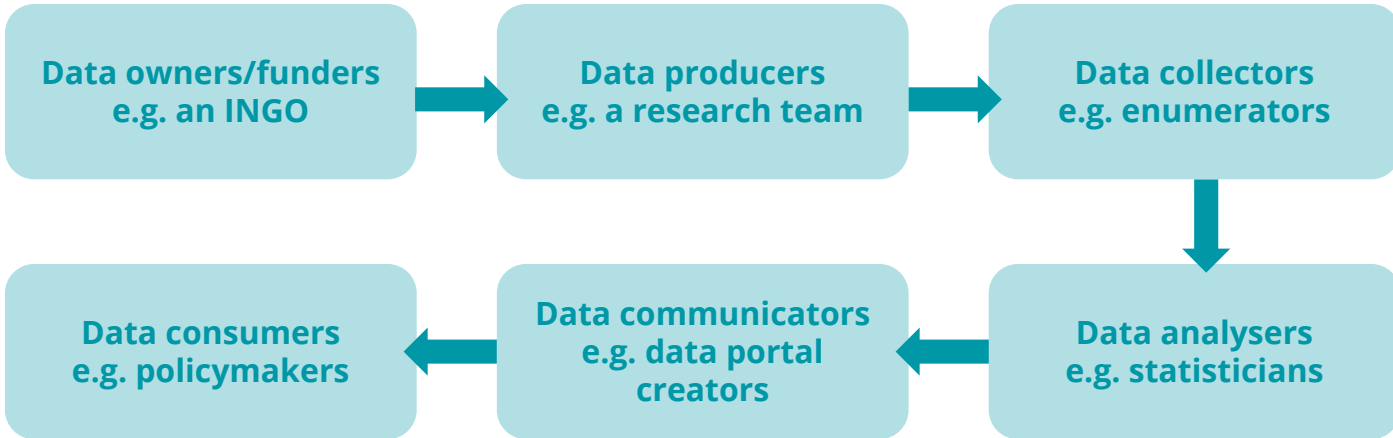 Data owners/funders
e.g. an INGO
Data producers
e.g. a research team
Data collectors
e.g. enumerators
Data analysers
e.g. statisticians
Data communicators
e.g. data portal
creators
Data consumers
e.g. policymakers